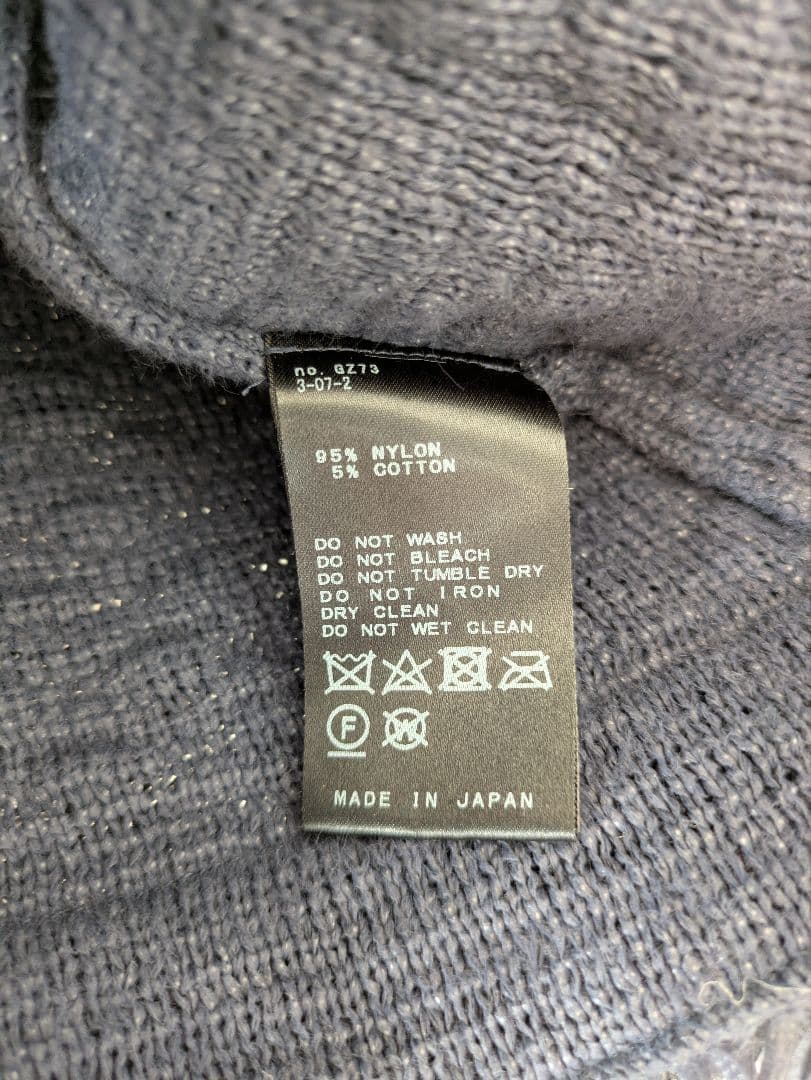 no. GZ73
3-07-2
95% NYLON
5% COTTON
DO NOT WASH
DO NOT BLEACH
DO NOT TUMBLE DRY
DO NOT IRON
DRY CLEAN
DO NOT WET CLEAN
F W
MADE IN JAPAN